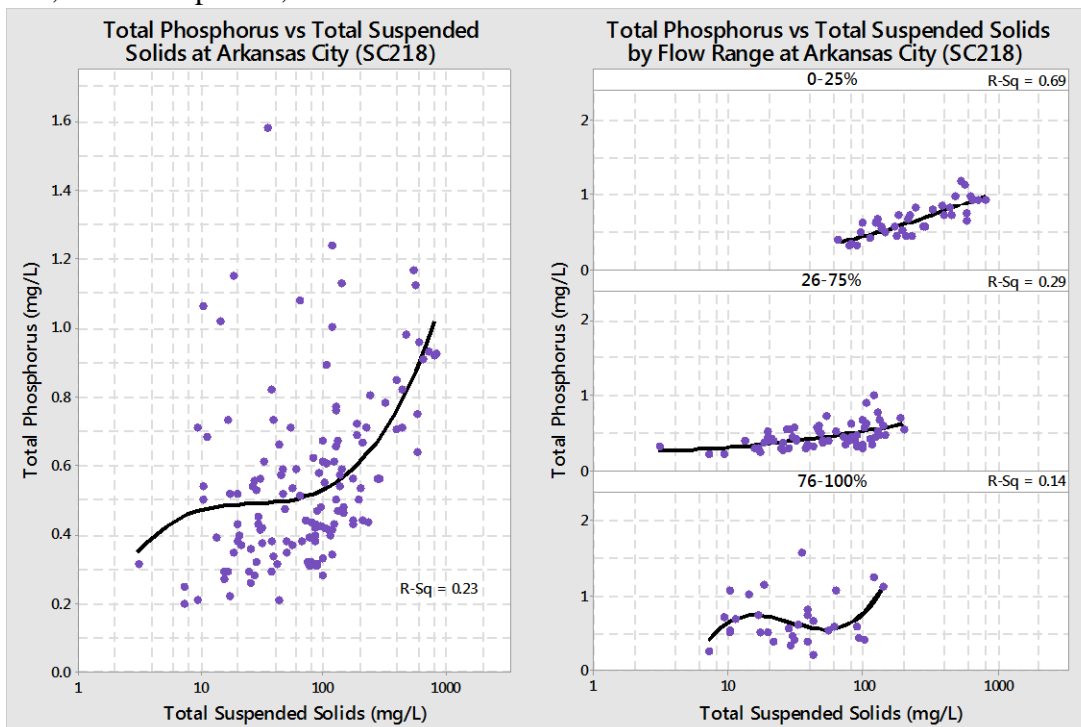 Total Phosphorus vs Total Suspended
Solids at Arkansas City (SC218)
1.6
1.4
1.2
1.0
0.8
0.6
0.4
0.2
0.0
Total Phosphorus (mg/L)
R-Sq = 0.23
1
10
100
1000
Total Suspended Solids (mg/L)
Total Phosphorus vs Total Suspended Solids
by Flow Range at Arkansas City (SC218)
0-25%
R-Sq = 0.69
2
1
0
26-75%
R-Sq = 0.29
2
1
0
76-100%
R-Sq = 0.14
2
1
0
Total Phosphorus (mg/L)
1
10
100
1000
Total Suspended Solids (mg/L)